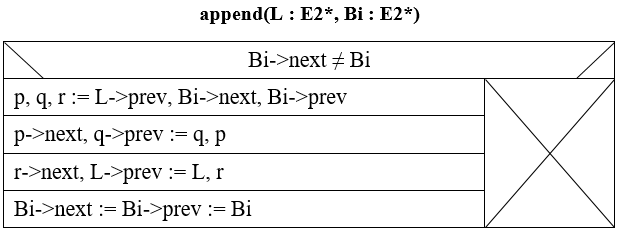 append(L : E2*, Bi : E2*)
Bi->next ≠ Bi
p, q, r := L->prev, Bi->next, Bi->prev
p->next, q->prev := q, p
r->next, L->prev := L, r
Bi->next := Bi->prev := Bi